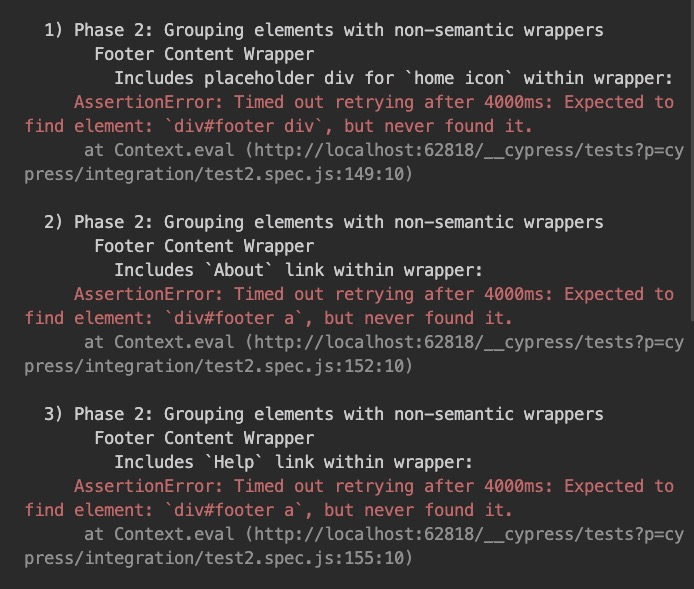 1) Phase 2: Grouping elements with non-semantic wrappers
Footer Content Wrapper
Includes placeholder div for `home icon` within wrapper:
AssertionError: Timed out retrying after 4000ms: Expected to
find element: `div#footer div`, but never found it.
at Context.eval (http://localhost:62818/__cypress/tests?p=cy
press/integration/test2.spec.js:149:10)
2) Phase 2: Grouping elements with non-semantic wrappers
Footer Content Wrapper
Includes `About` link within wrapper:
AssertionError: Timed out retrying after 4000ms: Expected to
find element: `div#footer a`, but never found it.
at Context.eval (http://localhost:62818/__cypress/tests?p=cy
press/integration/test2.spec.js:152:10)
3) Phase 2: Grouping elements with non-semantic wrappers
Footer Content Wrapper
Includes `Help` link within wrapper:
AssertionError: Timed out retrying after 4000ms: Expected to
find element: `div#footer a`, but never found it.
at Context.eval (http://localhost:62818/__cypress/tests?p=cy
press/integration/test2.spec.js:155:10)